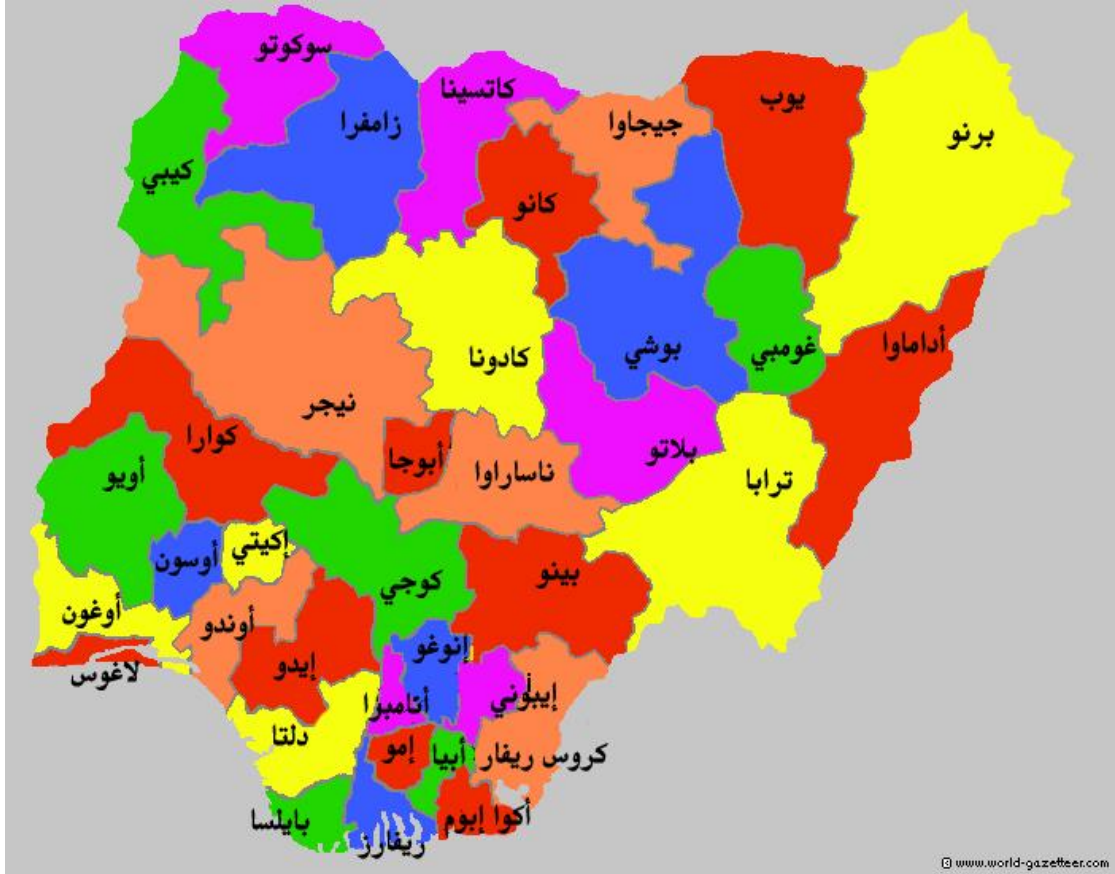 سوكوتو
كاتسينا
يوب
زامفرا
جيجاوا
برنو
كيبي
كانو
أداماوا
بوشي
غومبي
كادونا
نيجر
كوارا
بلاتو
أبوجا
ناساراوا
ترابا
أويو
إكيتي
أوسون
كوجي
بينو
أوغون
أوندو
إنوغو
إيدو
لاغوس
إيبوني
أنامبرا
دلتا
إمو
أبيا
كروس ريفار
بايلسا
ريفارز
أكوا إبوم
@ www.world-gazetteer.com